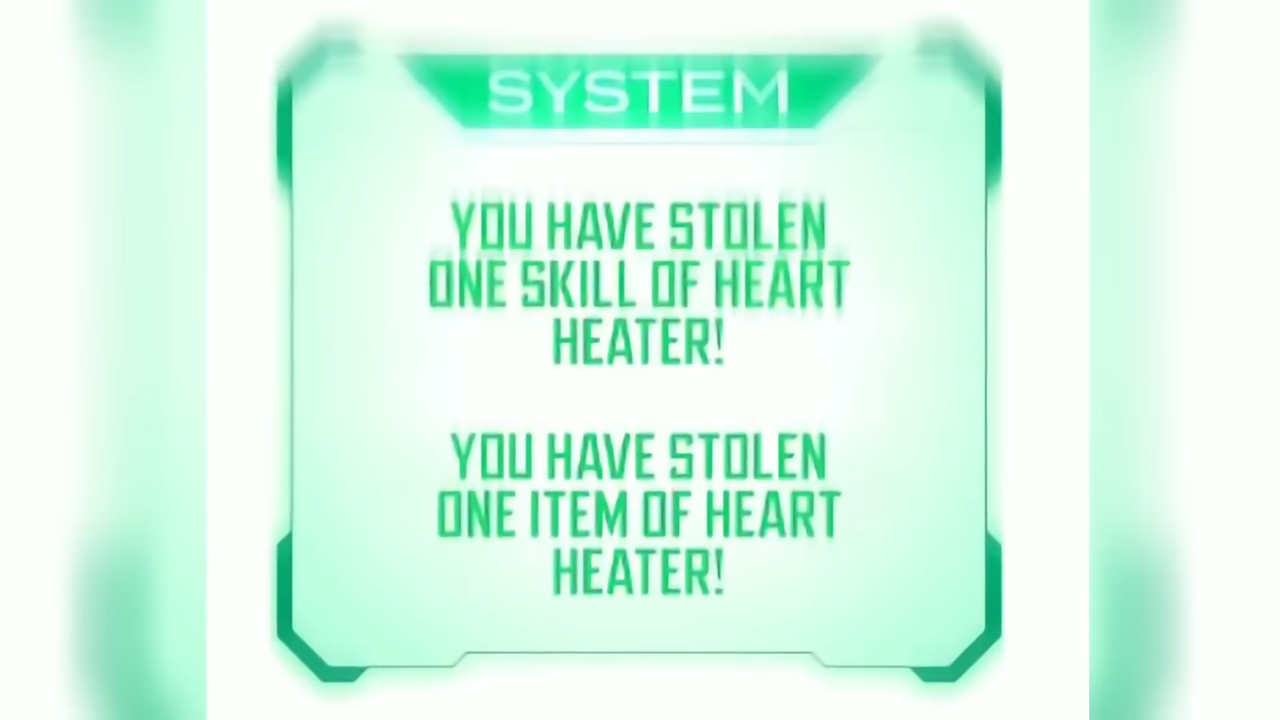 SYSTEM
YOU HAVE STOLEN
ONE SKILL OF HEART
HEATER!
YOU HAVE STOLEN
ONE ITEM OF HEART
HEATER!